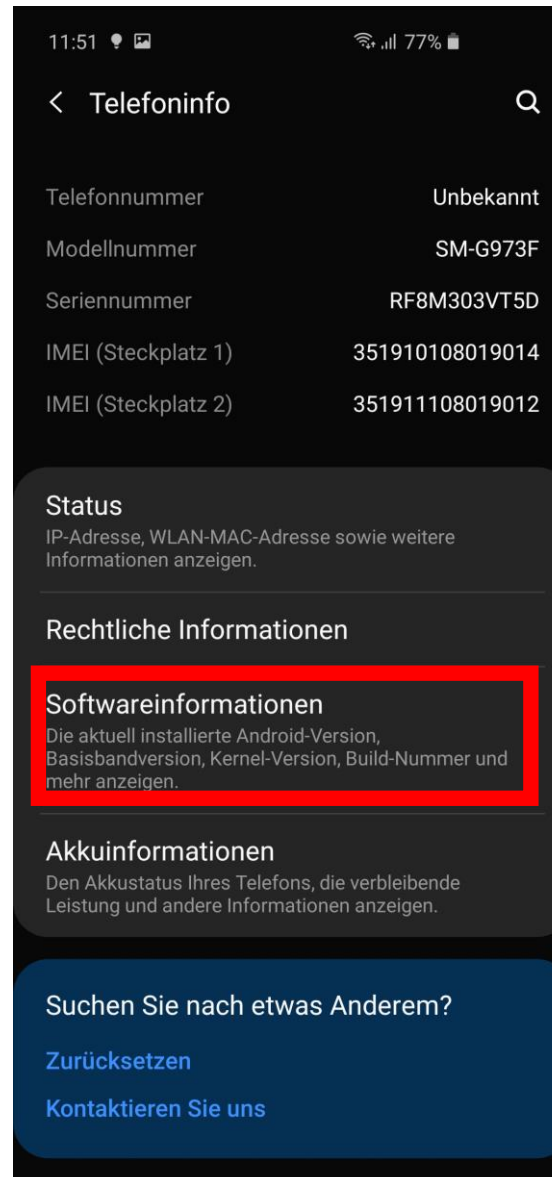 11:51 77%
Telefoninfo
Telefonnummer Unbekannt
Modellnummer SM-G973F
Seriennummer RF8M303VT5D
IMEI (Steckplatz 1) 351910108019014
IMEI (Steckplatz 2) 351911108019012
Status
IP-Adresse, WLAN-MAC-Adresse sowie weitere
Informationen anzeigen.
Rechtliche Informationen
Softwareinformationen
Die aktuell installierte Android-Version,
Basisbandversion, Kernel-Version, Build-Nummer und
mehr anzeigen.
Akkuinformationen
Den Akkustatus Ihres Telefons, die verbleibende
Leistung und andere Informationen anzeigen.
Suchen Sie nach etwas Anderem?
Zurücksetzen
Kontaktieren Sie uns